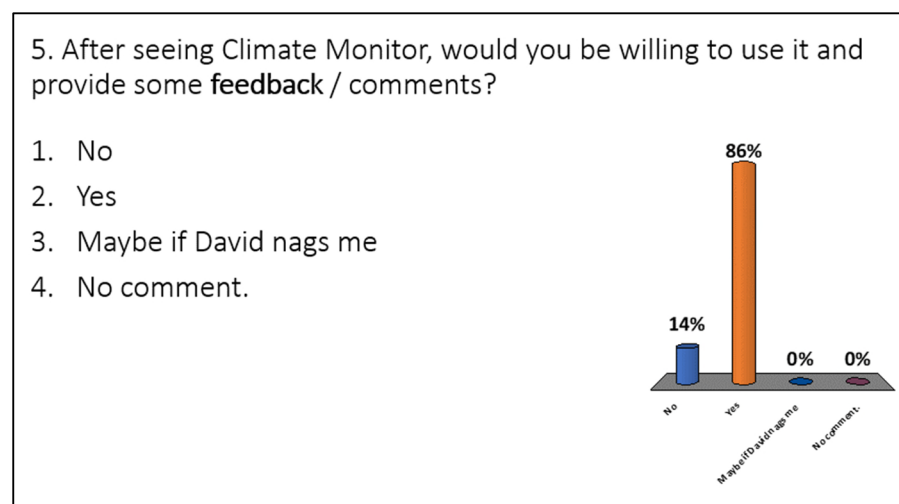 5. After seeing Climate Monitor, would you be willing to use it and
provide some feedback / comments?
1. No
2. Yes
3. Maybe if David nags me
4. No comment.
86%
14%
0%
0%
No
Yes
Maybe if David nags me
No comment.